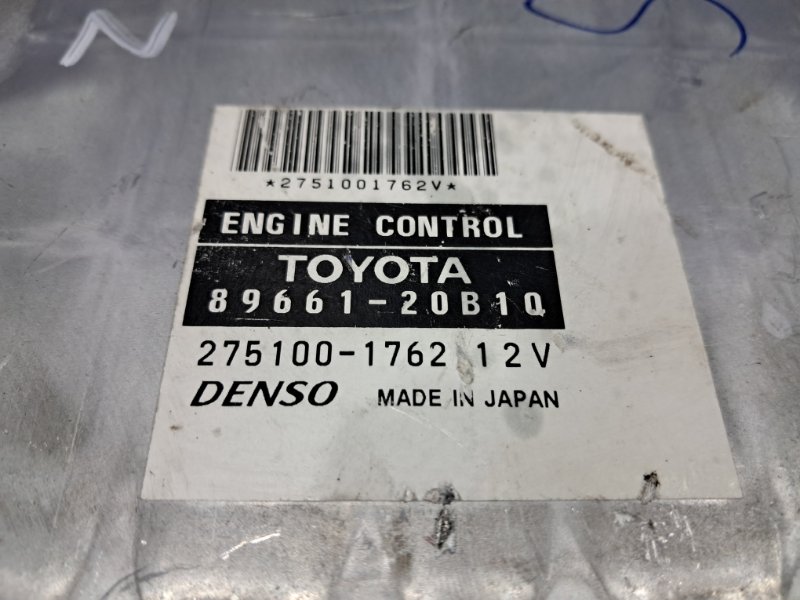 N
*2751001762V*
ENGINE CONTROL
TOYOTA
89661-20B1Q
275100-1762 12V
DENSO MADE IN JAPAN